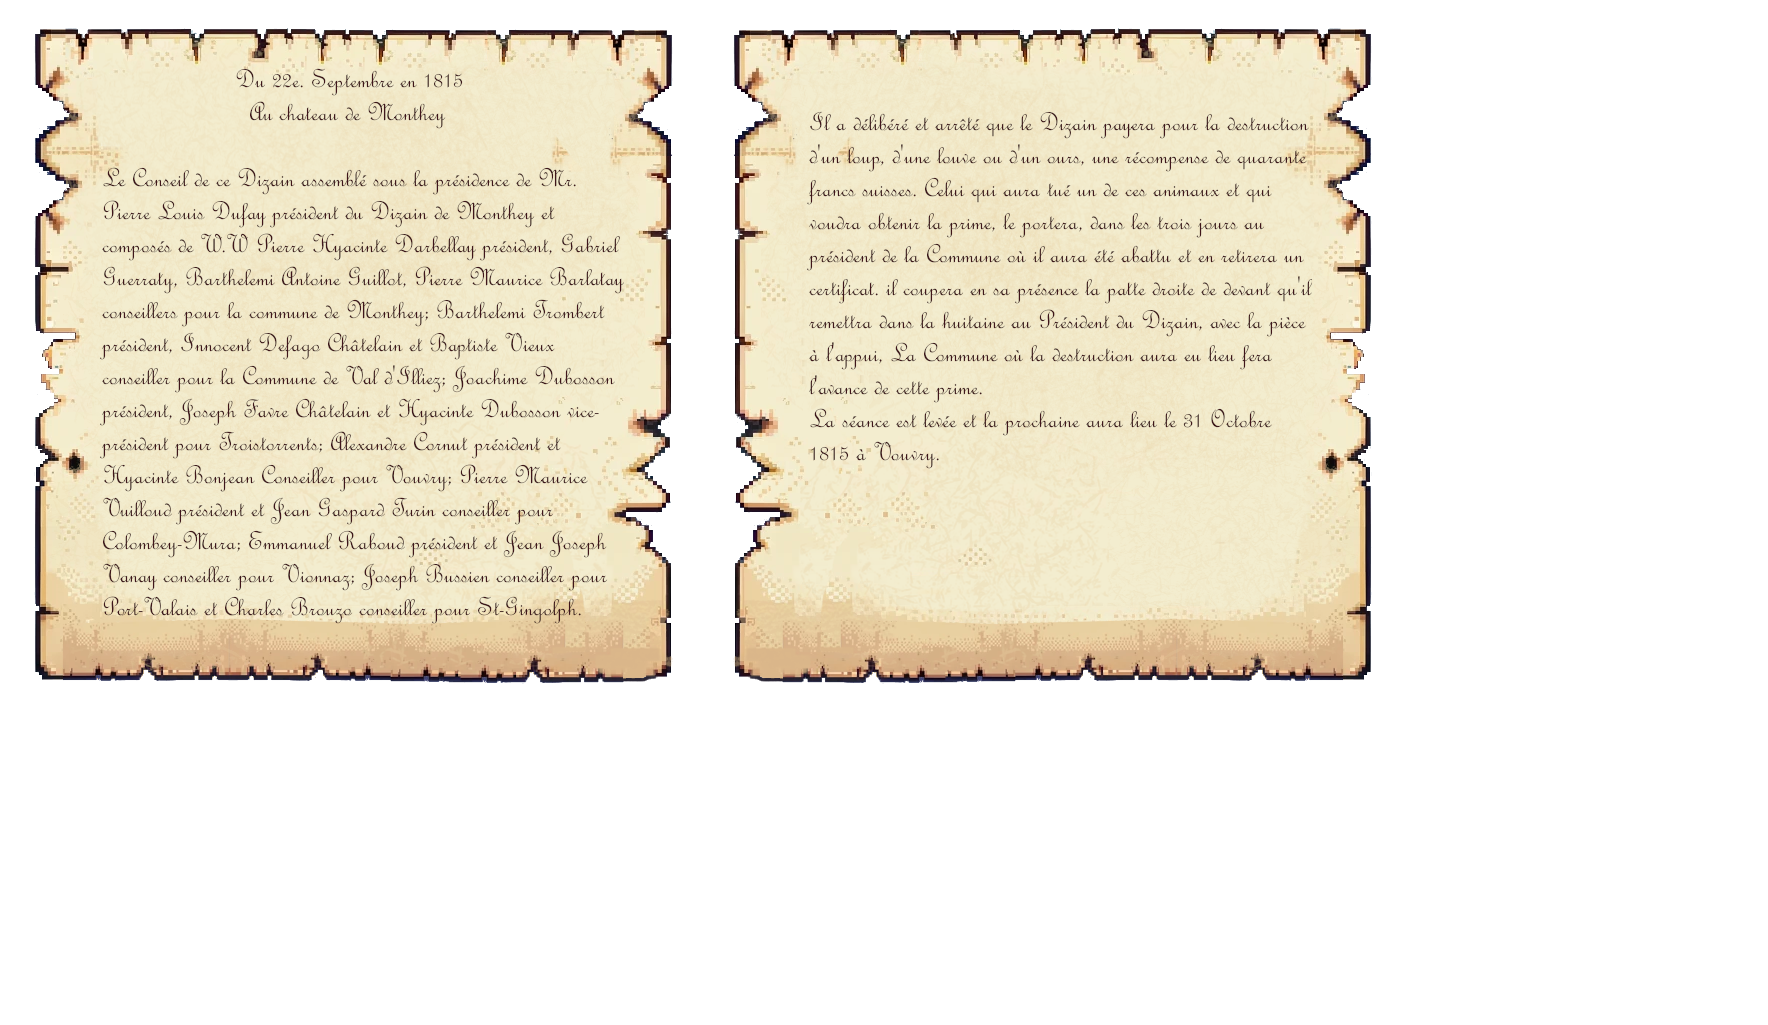 Du 22e. Septembre en 1815
Au chateau de Monthey
Le Conseil de ce Dizain assemblé sous la présidence de Mr.
Pierre Louis Dufay président du Dizain de Monthey et
composés de W.W Pierre Hyacinte Darbellay président, Gabriel
Guerraty, Barthelemi Antoine Guillot, Pierre Maurice Barlatay
conseillers pour la commune de Monthey; Barthelemi Trombert
président, Innocent Defago Châtelain et Baptiste Vieux
conseiller pour la Commune de Val d'Illiez; Joachime Dubosson
président, Joseph Favre Châtelain et Hyacinte Dubosson vice-
président pour Troistorrents; Alexandre Cornut président et
Hyacinte Bonjean Conseiller pour Vouvry; Pierre Maurice
Vuilloud président et Jean Gaspard Turin conseiller pour
Colombey-Mura; Emmanuel Raboud président et Jean Joseph
Vanay conseiller pour Vionnaz; Joseph Bussien conseiller pour
Port-Valais et Charles Brouzo conseiller pour St-Gingolph.
Il a délibéré et arrêté que le Dizain payera pour la destruction
d'un loup, d'une louve ou d'un ours, une récompense de quarante
francs suisses. Celui qui aura tué un de ces animaux et qui
voudra obtenir la prime, le portera, dans les trois jours au
président de la Commune où il aura été abattu et en retirera un
certificat. il coupera en sa présence la patte droite de devant qu'il
remettra dans la huitaine au Président du Dizain, avec la pièce
à l'appui, La Commune où la destruction aura eu lieu fera
l'avance de cette prime.
La séance est levée et la prochaine aura lieu le 31 Octobre
1815 à Vouvry.